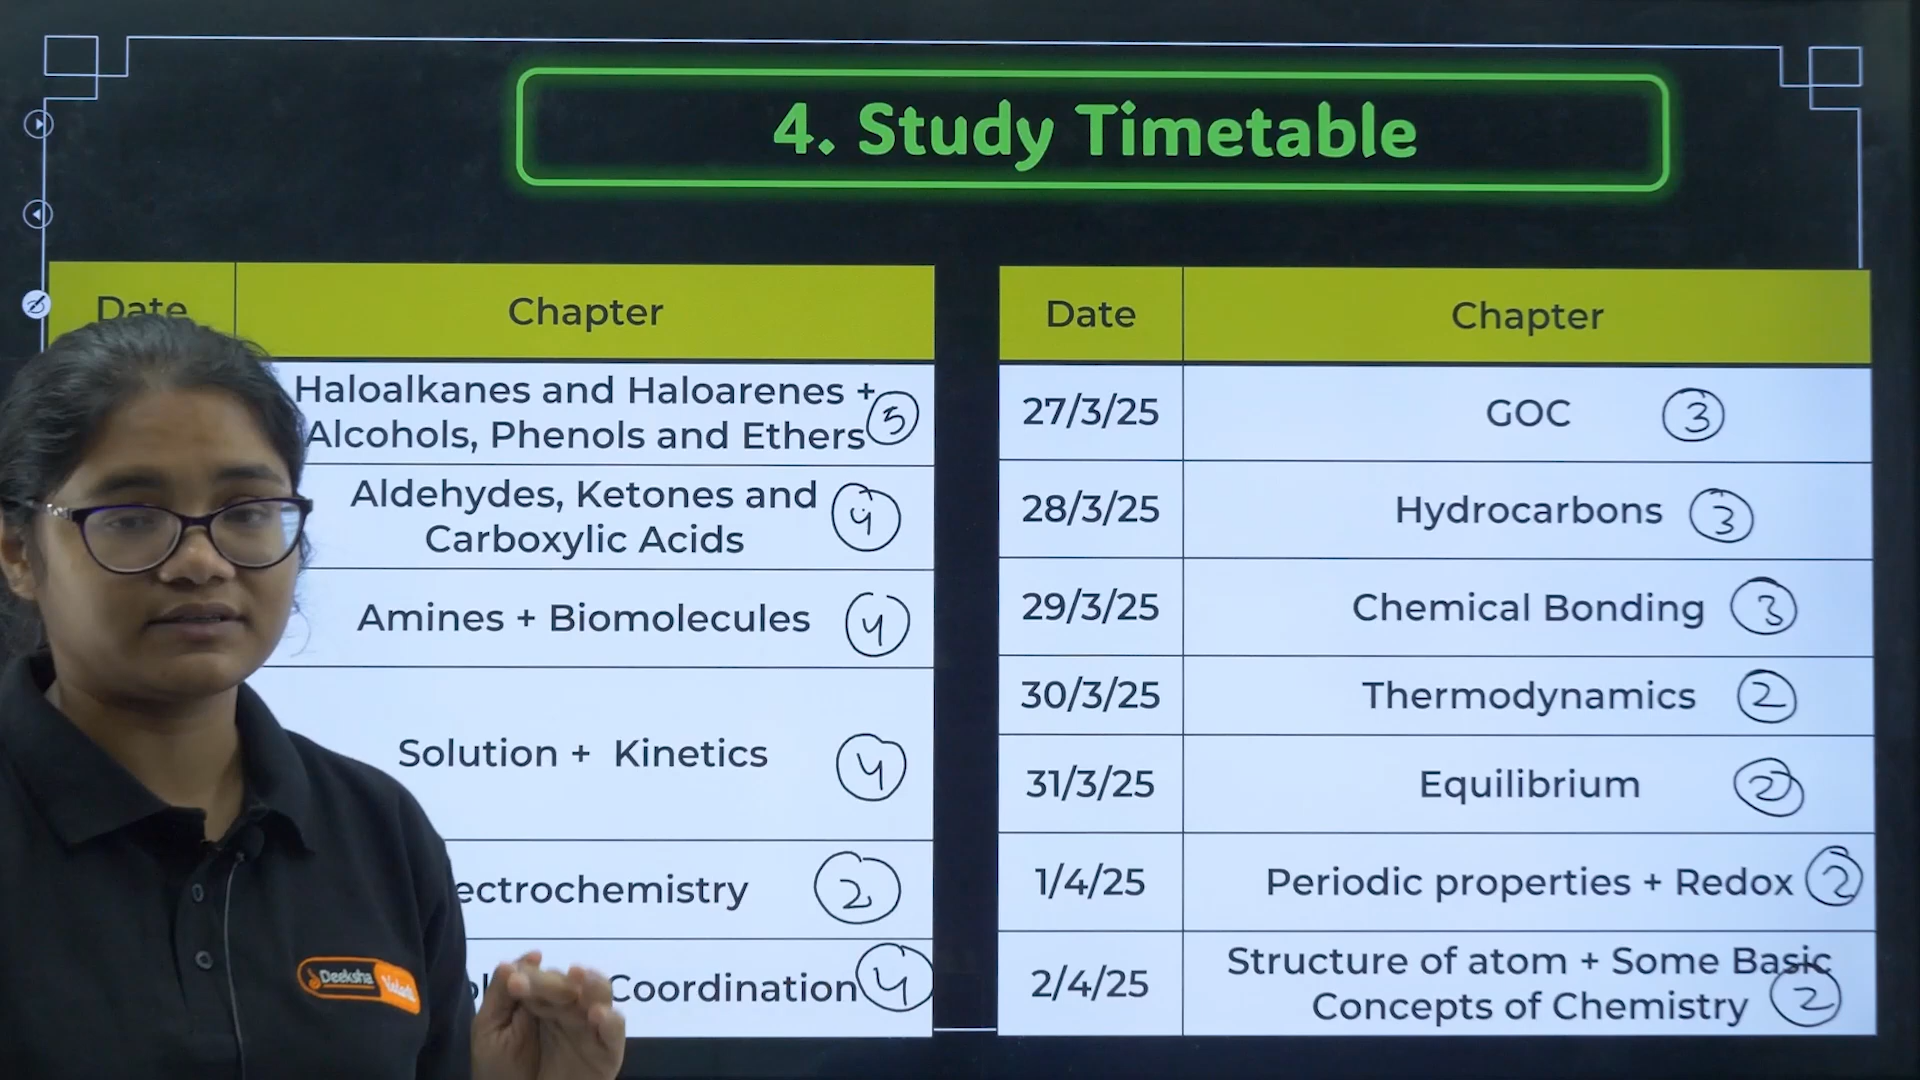 4. Study Timetable
Date
Chapter
Haloalkanes and Haloarenes +
Alcohols, Phenols and Ethers
5
Aldehydes, Ketones and
Carboxylic Acids
4
Amines + Biomolecules
4
Solution + Kinetics
4
ectrochemistry
2
Coordination
4
Date
Chapter
27/3/25
GOC
3
28/3/25
Hydrocarbons
3
29/3/25
Chemical Bonding
3
30/3/25
Thermodynamics
2
31/3/25
Equilibrium
2
1/4/25
Periodic properties + Redox
2
2/4/25
Structure of atom + Some Basic
Concepts of Chemistry
2
Deeksha